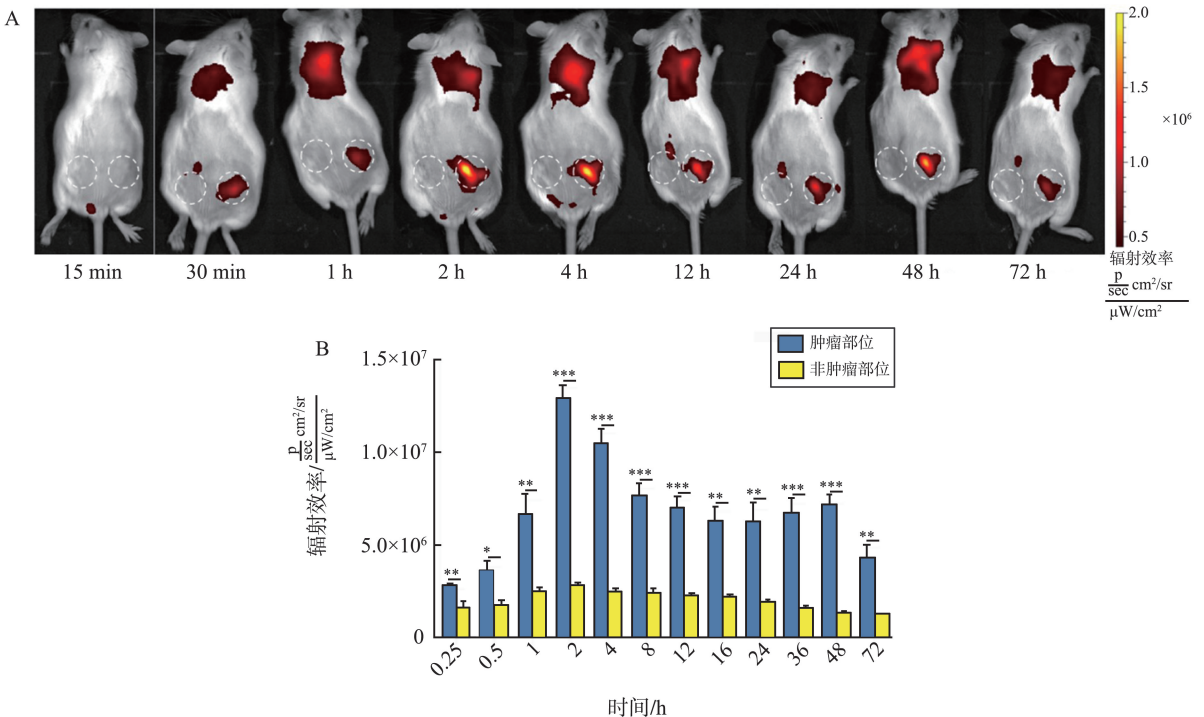 A
2.0
1.5
×10⁶
1.0
0.5
15 min
30 min
1 h
2 h
4 h
12 h
24 h
48 h
72 h
辐射效率
p
sec cm²/sr
μW/cm²
B
肿瘤部位
非肿瘤部位
1.5×10⁷
1.0×10⁷
5.0×10⁶
0
辐射效率/
p
sec cm²/sr
μW/cm²
**
*
**
***
***
***
***
**
**
***
***
**
0.25
0.5
1
2
4
8
12
16
24
36
48
72
时间/h